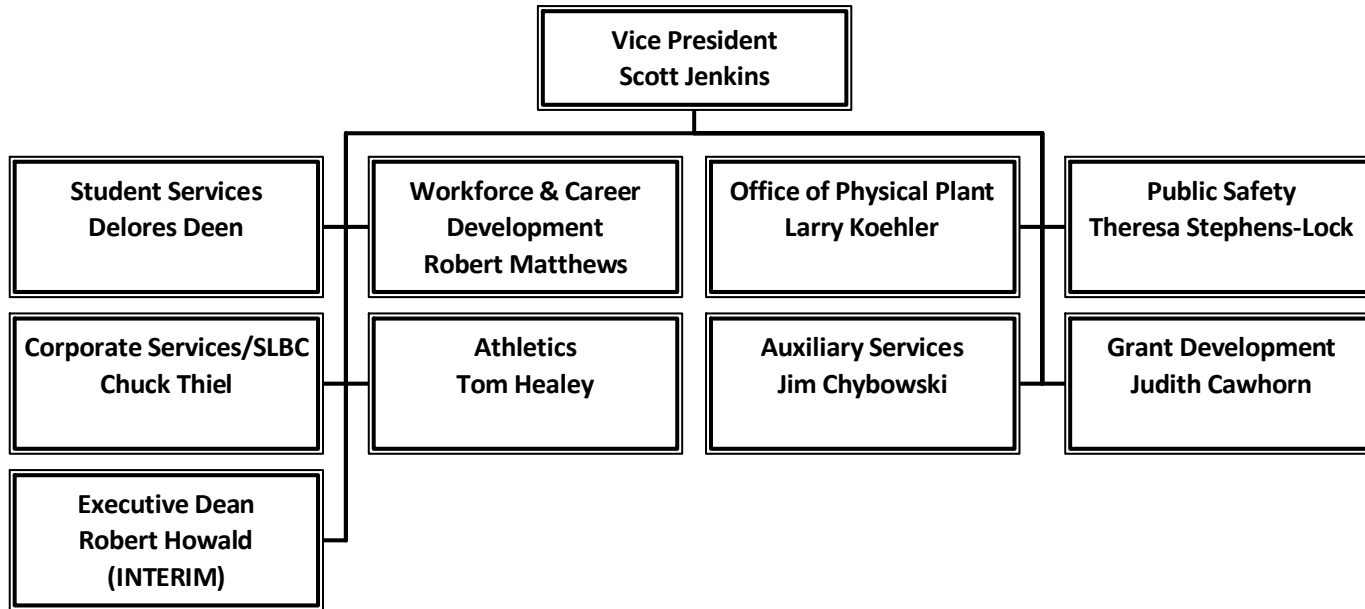 Vice President
Scott Jenkins
Student Services
Delores Deen
Workforce & Career
Development
Robert Matthews
Office of Physical Plant
Larry Koehler
Public Safety
Theresa Stephens-Lock
Corporate Services/SLBC
Chuck Thiel
Athletics
Tom Healey
Auxiliary Services
Jim Chybowski
Grant Development
Judith Cawhorn
Executive Dean
Robert Howald
(INTERIM)